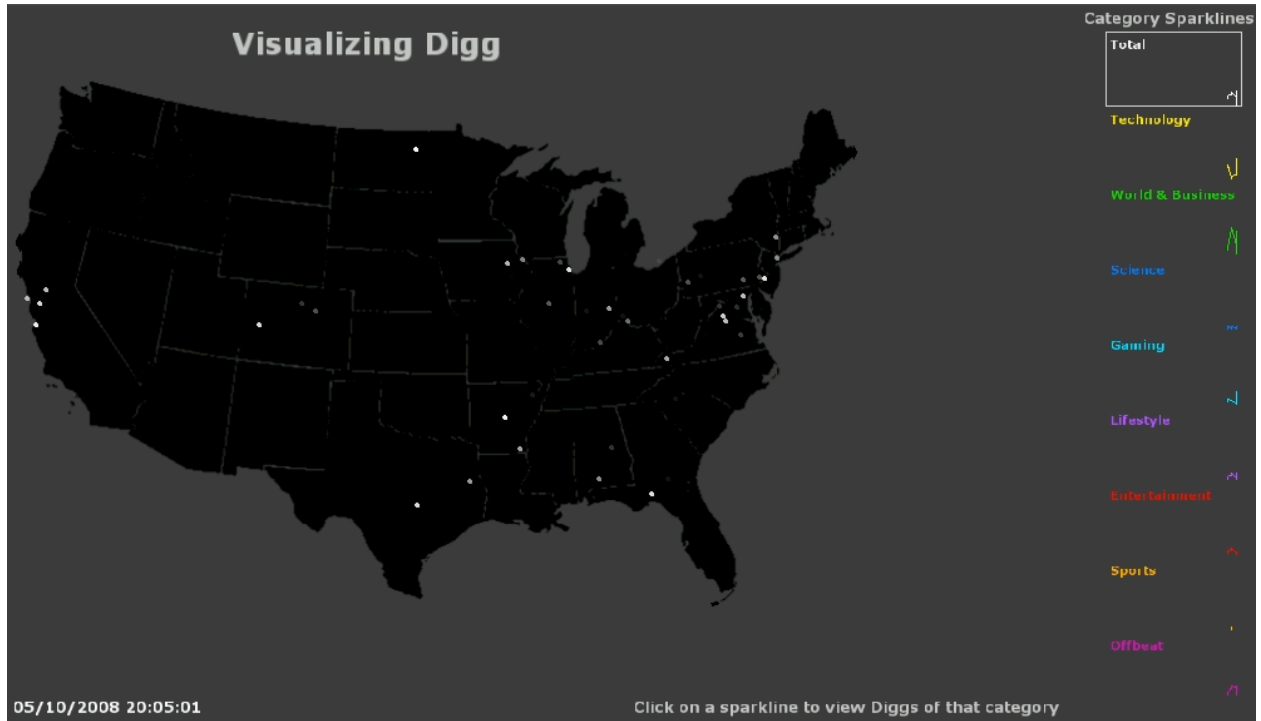 Visualizing Digg
Category Sparklines
Total
Technology
World & Business
Science
Gaming
Lifestyle
Entertainment
Sports
Offbeat
05/10/2008 20:05:01
Click on a sparkline to view Diggs of that category